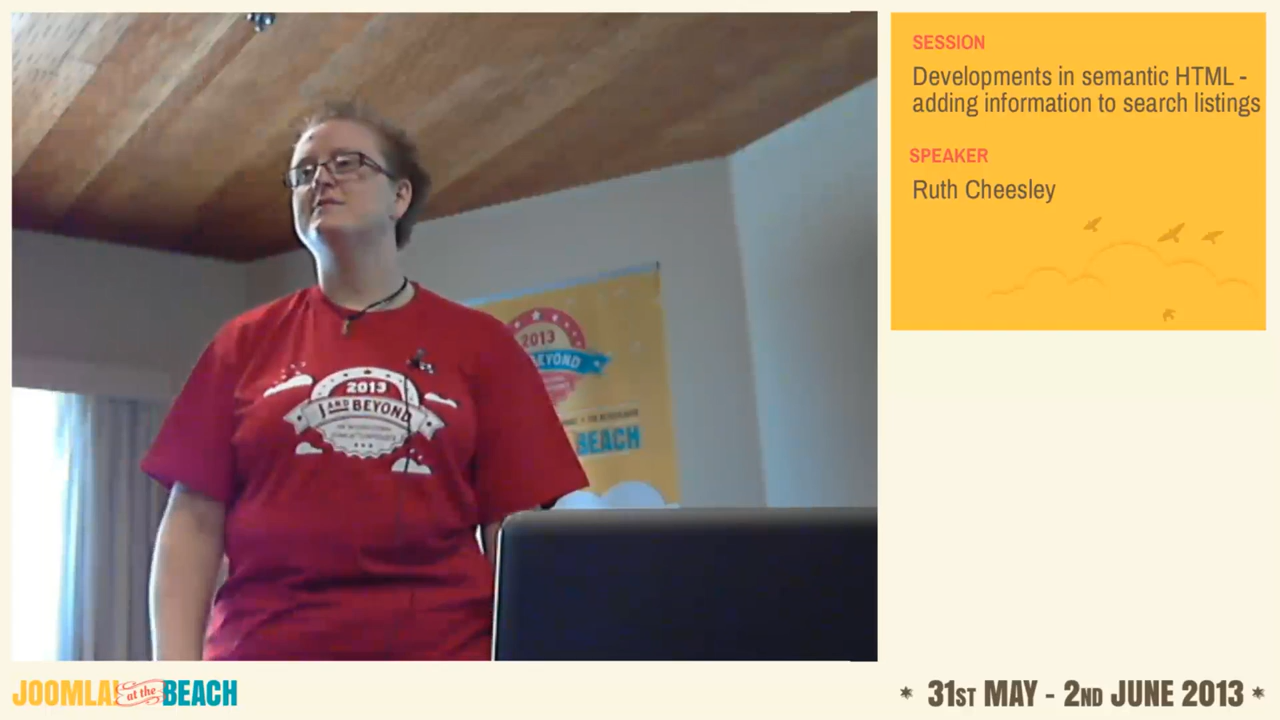 SESSION
Developments in semantic HTML -
adding information to search listings
SPEAKER
Ruth Cheesley
2013
J AND BEYOND
2013
BEYOND
BEACH
JOOMLA! at the BEACH
* 31ST MAY - 2ND JUNE 2013 *